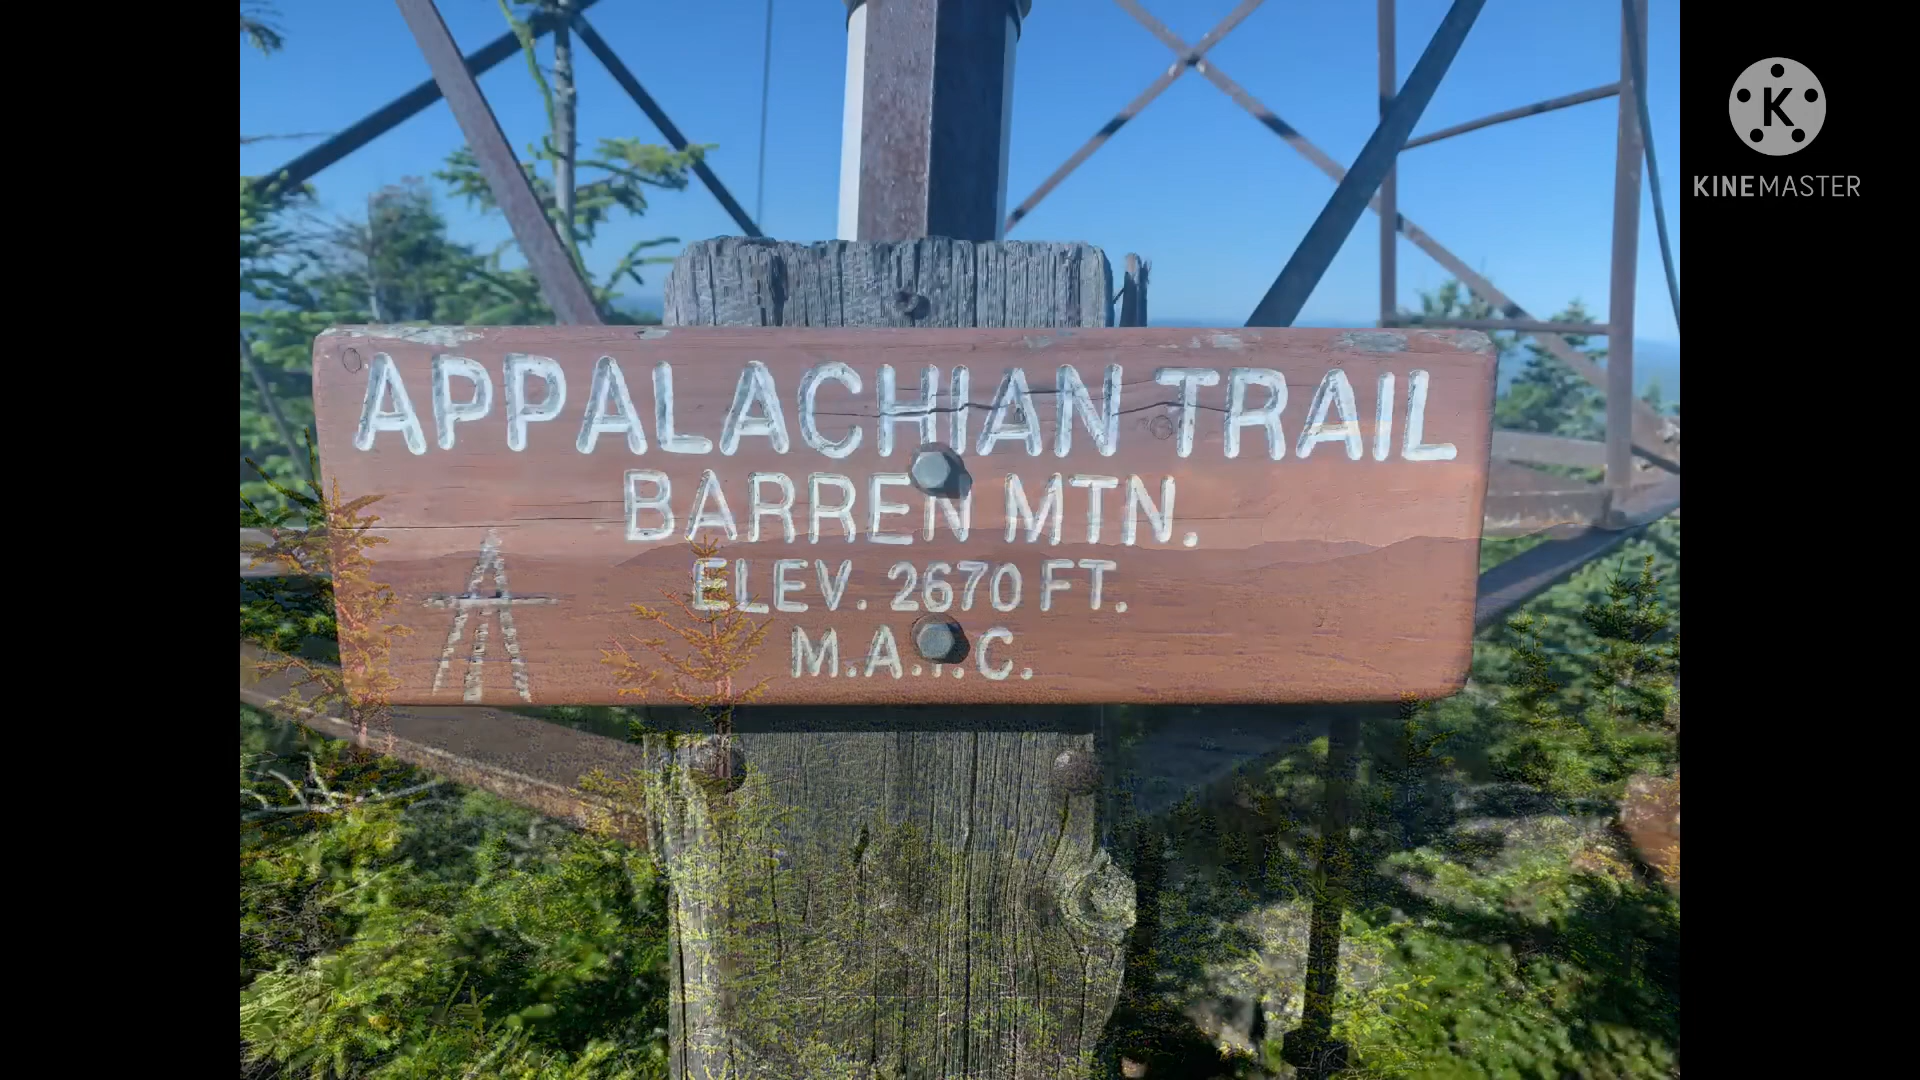 APPALACHIAN TRAIL
BARREN MTN.
ELEV. 2670 FT.
M.A.T.C.
K
KINEMASTER